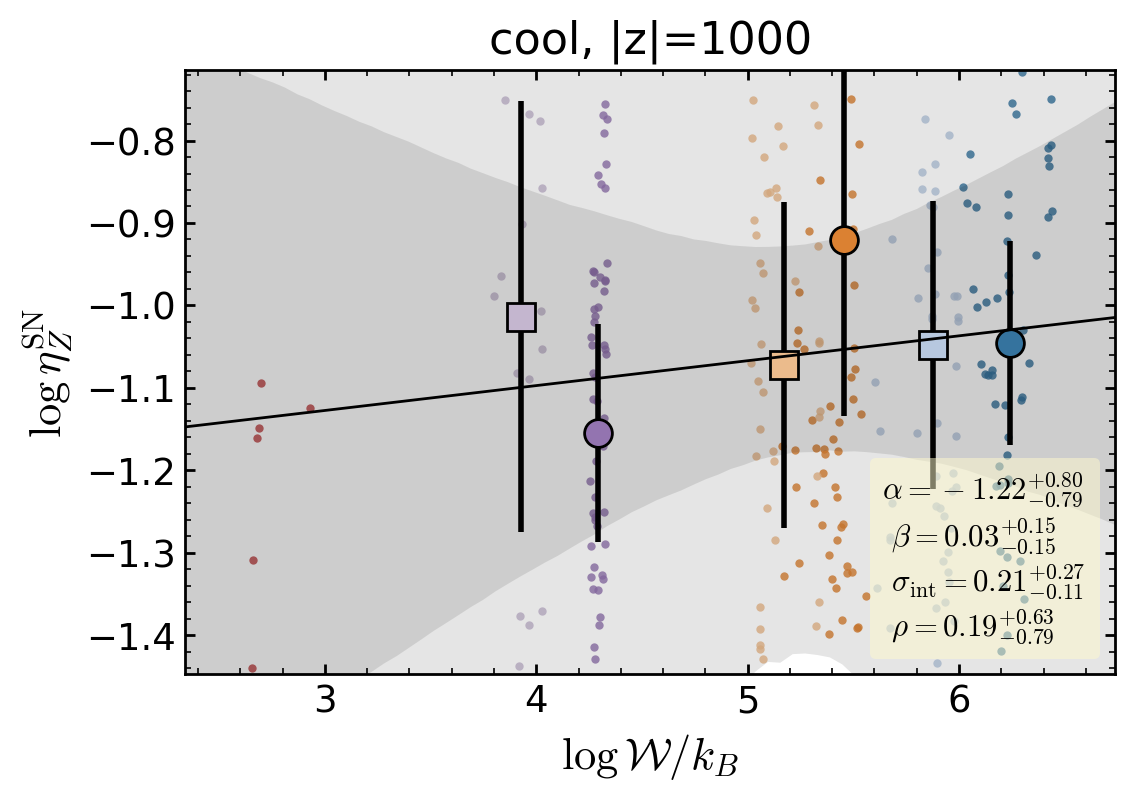 cool, |z|=1000
log η_Z^SN
−0.8
−0.9
−1.0
−1.1
−1.2
−1.3
−1.4
α = − 1.22^{+0.80}_{−0.79}
β = 0.03^{+0.15}_{−0.15}
σ_int = 0.21^{+0.27}_{−0.11}
ρ = 0.19^{+0.63}_{−0.79}
3 4 5 6
log 𝒲/k_B